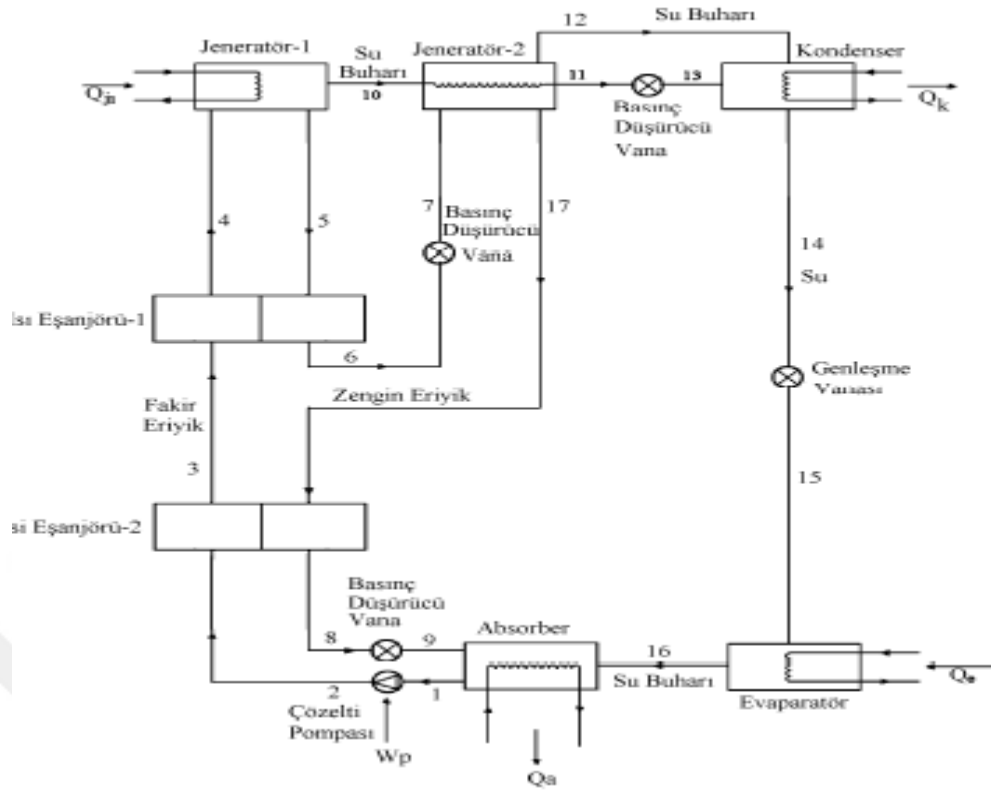 12
Su Buharı
Jeneratör-1
Su
Buharı
Jeneratör-2
Kondenser
10
11
13
Qj1
Qk
Basınç
Düşürücü
Vana
4
5
7
Basınç
Düşürücü
Vana
17
14
Su
Isı Eşanjörü-1
6
Genleşme
Vanası
Fakir
Eriyik
Zengin Eriyik
3
15
si Eşanjörü-2
Basınç
Düşürücü
Vana
8
9
Absorber
16
Su Buharı
Qe
2
1
Çözelti
Pompası
Wp
Evaparatör
Qa